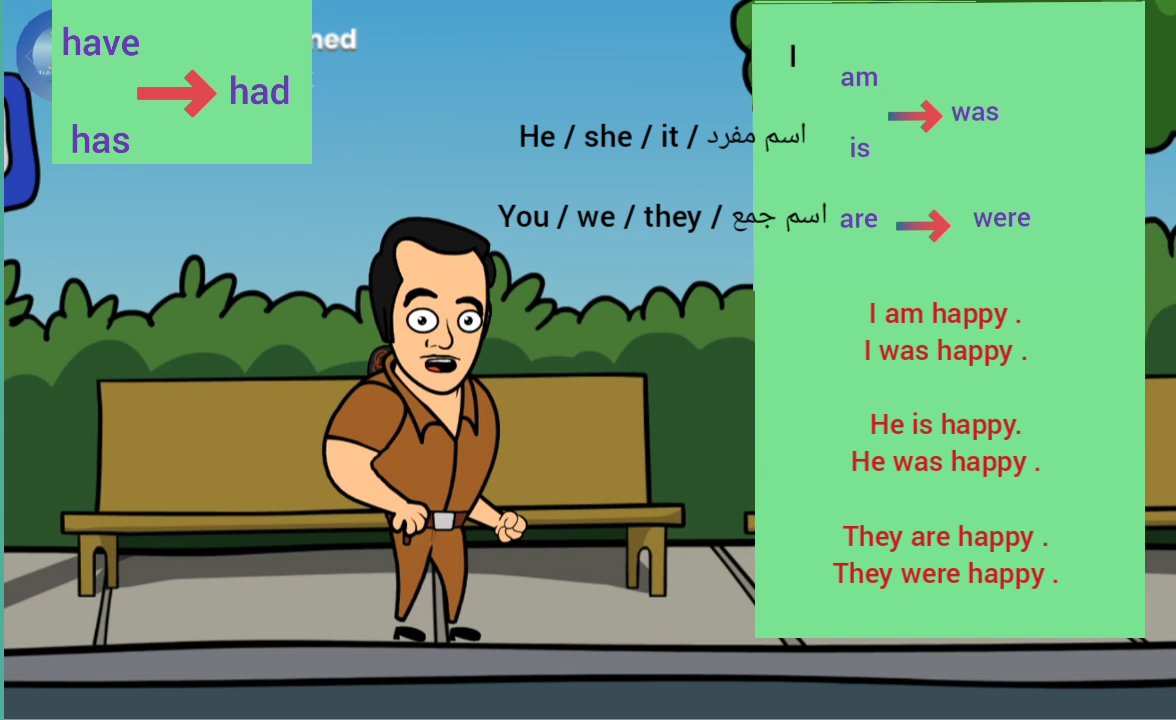 have
ned
had
has
I
am
was
He / she / it / اسم مفرد
is
You / we / they / اسم جمع
are
were
I am happy .
I was happy .
He is happy.
He was happy .
They are happy .
They were happy .